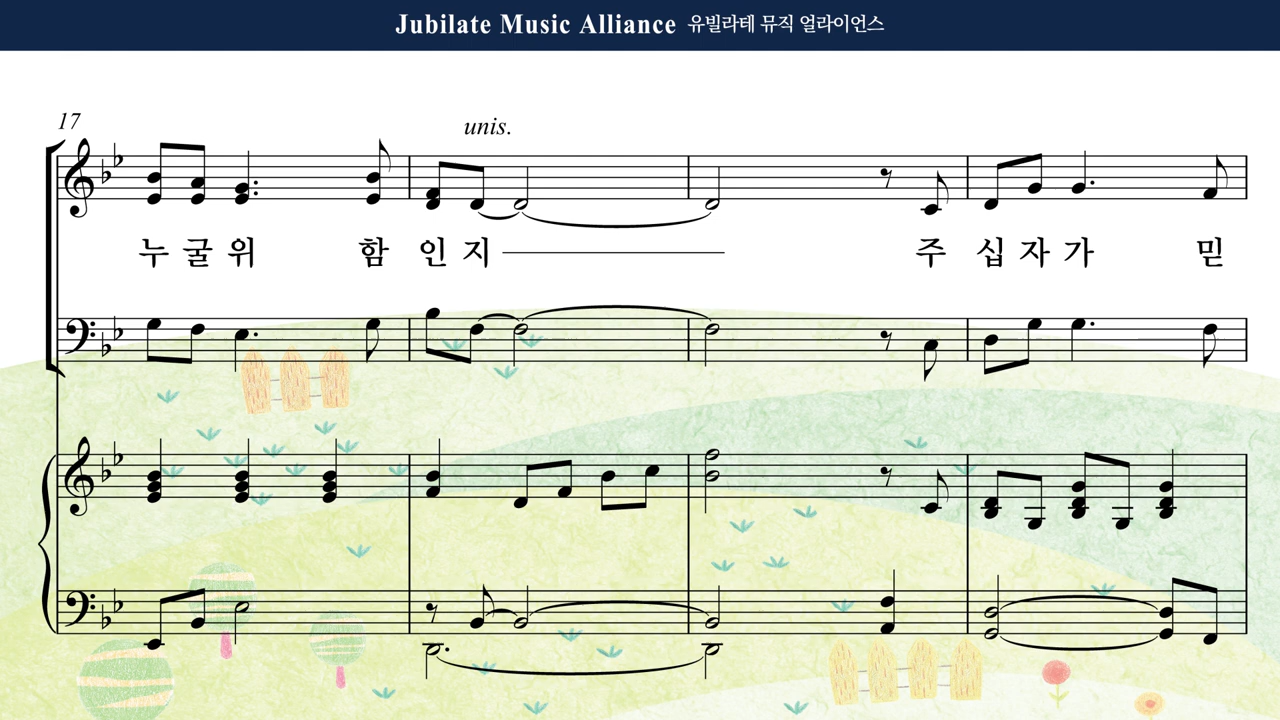 Jubilate Music Alliance 유빌라테 뮤직 얼라이언스
17
unis.
누 굴 위 함 인 지 주 십 자 가 믿